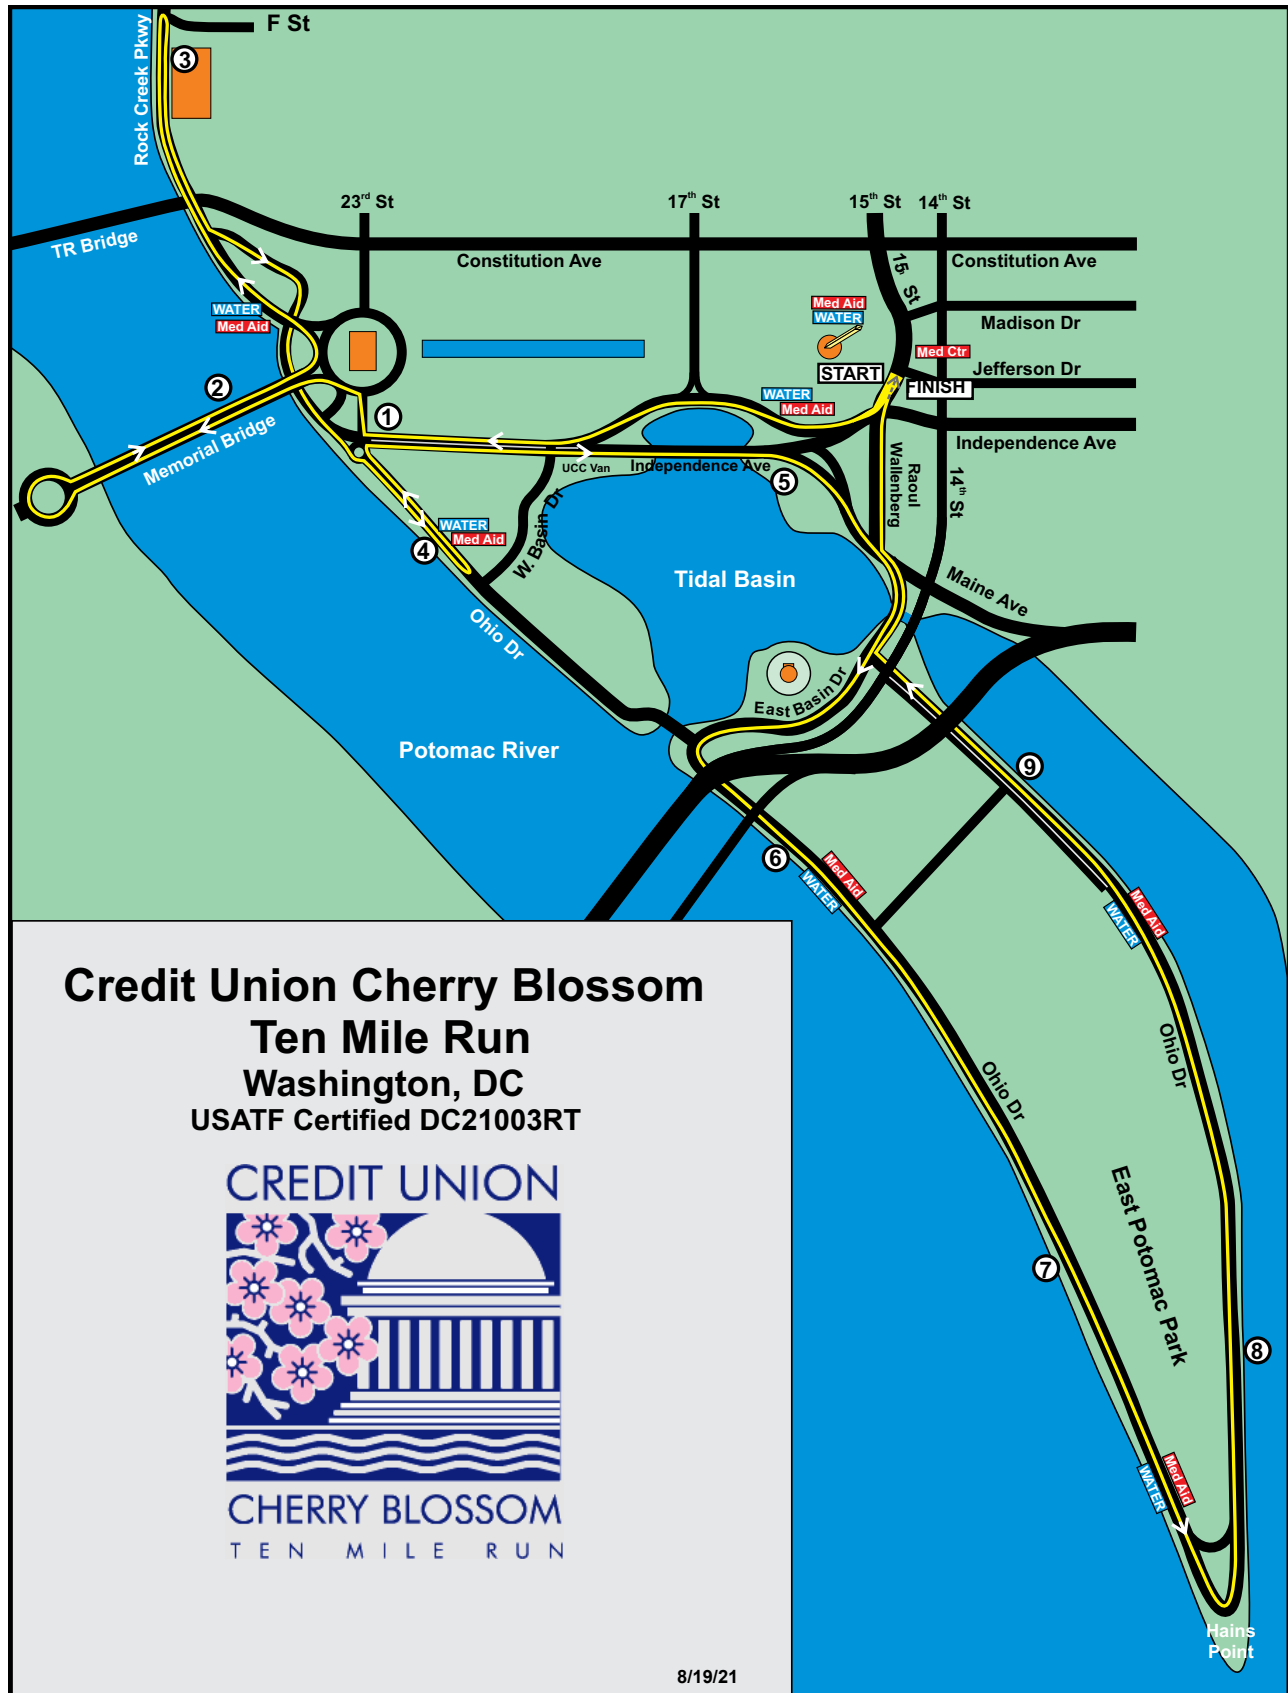 F St
3
Rock Creek Pkwy
23rd St
17th St
15th St
14th St
TR Bridge
Constitution Ave
15th St
Constitution Ave
WATER
Med Aid
Med Aid
WATER
Madison Dr
Med Ctr
Jefferson Dr
START
FINISH
2
1
WATER
Med Aid
Memorial Bridge
Independence Ave
UCC Van
Independence Ave
5
Raoul
Wallenberg
14th St
W. Basin Dr
4
WATER
Med Aid
Tidal Basin
Maine Ave
Ohio Dr
East Basin Dr
Potomac River
9
6
Med Aid
WATER
Med Aid
WATER
Ohio Dr
Ohio Dr
East Potomac Park
7
8
Med Aid
WATER
Hains
Point
Credit Union Cherry Blossom
Ten Mile Run
Washington, DC
USATF Certified DC21003RT
CREDIT UNION
CHERRY BLOSSOM
TEN MILE RUN
8/19/21